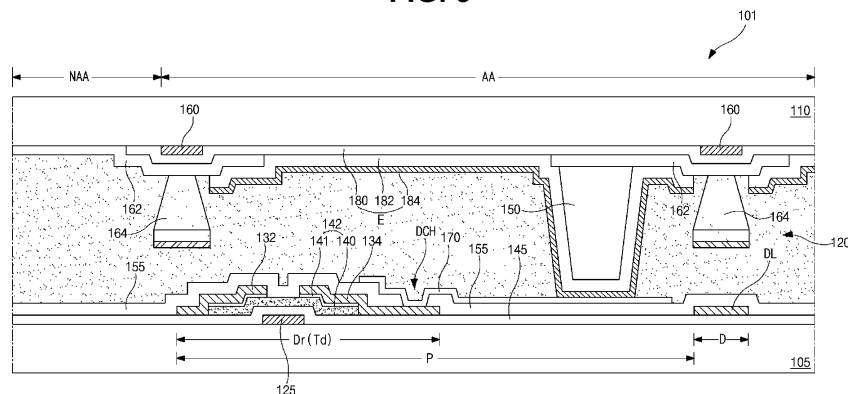 101
NAA AA
160 160 110
180 182 184
E
162 150 162
164 142 164
132 141 140 134 DCH 170 155 145 DL 120
155
Dr(Td) D
P
125 105